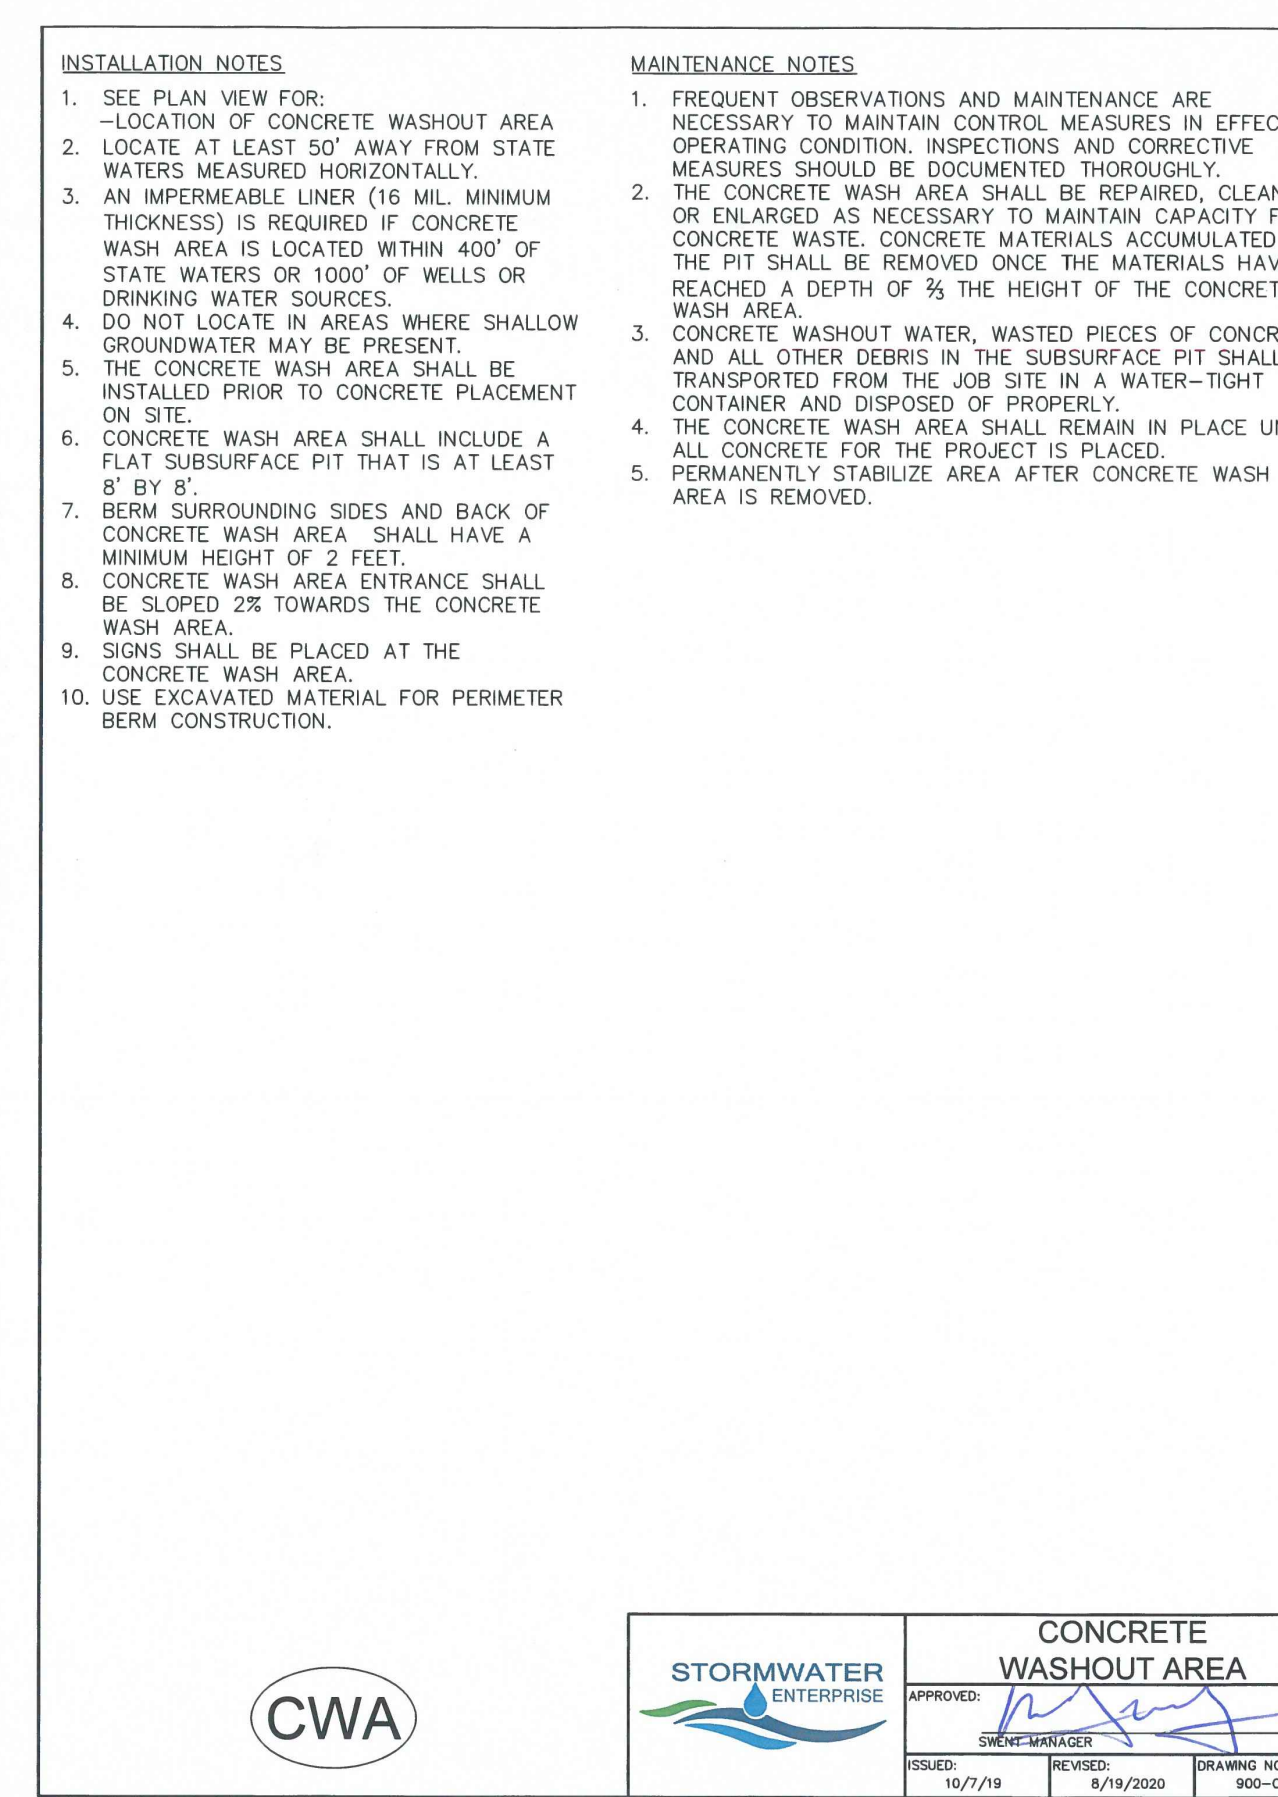 INSTALLATION NOTES
1. SEE PLAN VIEW FOR:
-LOCATION OF CONCRETE WASHOUT AREA
2. LOCATE AT LEAST 50' AWAY FROM STATE
WATERS MEASURED HORIZONTALLY.
3. AN IMPERMEABLE LINER (16 MIL. MINIMUM
THICKNESS) IS REQUIRED IF CONCRETE
WASH AREA IS LOCATED WITHIN 400' OF
STATE WATERS OR 1000' OF WELLS OR
DRINKING WATER SOURCES.
4. DO NOT LOCATE IN AREAS WHERE SHALLOW
GROUNDWATER MAY BE PRESENT.
5. THE CONCRETE WASH AREA SHALL BE
INSTALLED PRIOR TO CONCRETE PLACEMENT
ON SITE.
6. CONCRETE WASH AREA SHALL INCLUDE A
FLAT SUBSURFACE PIT THAT IS AT LEAST
8' BY 8'.
7. BERM SURROUNDING SIDES AND BACK OF
CONCRETE WASH AREA SHALL HAVE A
MINIMUM HEIGHT OF 2 FEET.
8. CONCRETE WASH AREA ENTRANCE SHALL
BE SLOPED 2% TOWARDS THE CONCRETE
WASH AREA.
9. SIGNS SHALL BE PLACED AT THE
CONCRETE WASH AREA.
10. USE EXCAVATED MATERIAL FOR PERIMETER
BERM CONSTRUCTION.
MAINTENANCE NOTES
1. FREQUENT OBSERVATIONS AND MAINTENANCE ARE
NECESSARY TO MAINTAIN CONTROL MEASURES IN EFFEC
OPERATING CONDITION. INSPECTIONS AND CORRECTIVE
MEASURES SHOULD BE DOCUMENTED THOROUGHLY.
2. THE CONCRETE WASH AREA SHALL BE REPAIRED, CLEAN
OR ENLARGED AS NECESSARY TO MAINTAIN CAPACITY F
CONCRETE WASTE. CONCRETE MATERIALS ACCUMULATED
THE PIT SHALL BE REMOVED ONCE THE MATERIALS HAV
REACHED A DEPTH OF ⅔ THE HEIGHT OF THE CONCRET
WASH AREA.
3. CONCRETE WASHOUT WATER, WASTED PIECES OF CONCR
AND ALL OTHER DEBRIS IN THE SUBSURFACE PIT SHALL
TRANSPORTED FROM THE JOB SITE IN A WATER-TIGHT
CONTAINER AND DISPOSED OF PROPERLY.
4. THE CONCRETE WASH AREA SHALL REMAIN IN PLACE UN
ALL CONCRETE FOR THE PROJECT IS PLACED.
5. PERMANENTLY STABILIZE AREA AFTER CONCRETE WASH
AREA IS REMOVED.
CWA
STORMWATER
ENTERPRISE
CONCRETE
WASHOUT AREA
APPROVED:
SWENT MANAGER
ISSUED:
10/7/19
REVISED:
8/19/2020
DRAWING NO
900-C